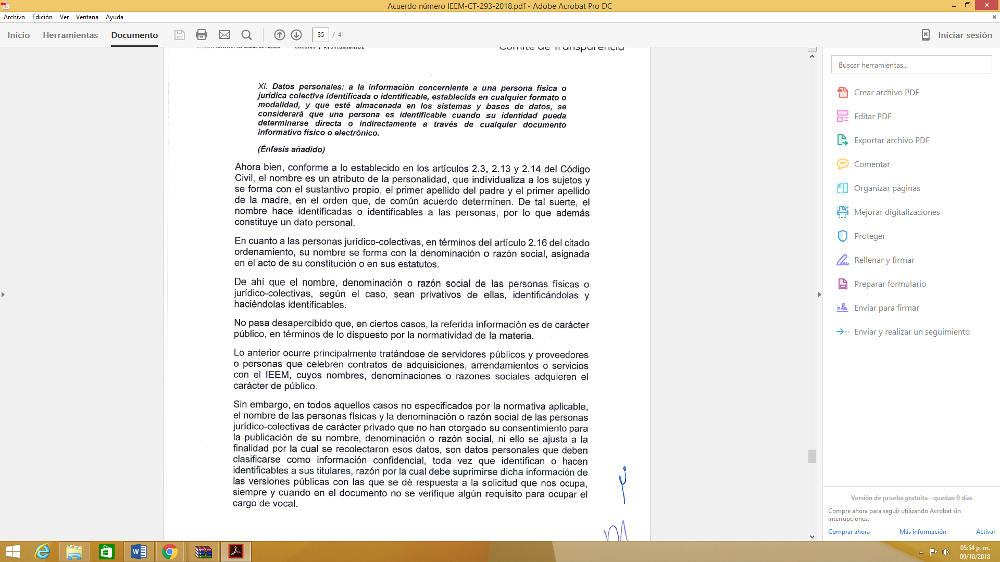 Acuerdo número IEEM-CT-293-2018.pdf - Adobe Acrobat Pro DC
Archivo Edición Ver Ventana Ayuda
Inicio Herramientas Documento 35 / 41 Iniciar sesión
Comité de Transparencia
XI. Datos personales: a la información concerniente a una persona física o
jurídica colectiva identificada o identificable, establecida en cualquier formato o
modalidad, y que esté almacenada en los sistemas y bases de datos, se
considerará que una persona es identificable cuando su identidad pueda
determinarse directa o indirectamente a través de cualquier documento
informativo físico o electrónico.
(Énfasis añadido)
Ahora bien, conforme a lo establecido en los artículos 2.3, 2.13 y 2.14 del Código
Civil, el nombre es un atributo de la personalidad, que individualiza a los sujetos y
se forma con el sustantivo propio, el primer apellido del padre y el primer apellido
de la madre, en el orden que, de común acuerdo determinen. De tal suerte, el
nombre hace identificadas o identificables a las personas, por lo que además
constituye un dato personal.
En cuanto a las personas jurídico-colectivas, en términos del artículo 2.16 del citado
ordenamiento, su nombre se forma con la denominación o razón social, asignada
en el acto de su constitución o en sus estatutos.
De ahí que el nombre, denominación o razón social de las personas físicas o
jurídico-colectivas, según el caso, sean privativos de ellas, identificándolas y
haciéndolas identificables.
No pasa desapercibido que, en ciertos casos, la referida información es de carácter
público, en términos de lo dispuesto por la normatividad de la materia.
Lo anterior ocurre principalmente tratándose de servidores públicos y proveedores
o personas que celebren contratos de adquisiciones, arrendamientos o servicios
con el IEEM, cuyos nombres, denominaciones o razones sociales adquieren el
carácter de público.
Sin embargo, en todos aquellos casos no especificados por la normativa aplicable,
el nombre de las personas físicas y la denominación o razón social de las personas
jurídico-colectivas de carácter privado que no han otorgado su consentimiento para
la publicación de su nombre, denominación o razón social, ni ello se ajusta a la
finalidad por la cual se recolectaron esos datos, son datos personales que deben
clasificarse como información confidencial, toda vez que identifican o hacen
identificables a sus titulares, razón por la cual debe suprimirse dicha información de
las versiones públicas con las que se dé respuesta a la solicitud que nos ocupa,
siempre y cuando en el documento no se verifique algún requisito para ocupar el
cargo de vocal.
Buscar herramientas...
Crear archivo PDF
Editar PDF
Exportar archivo PDF
Comentar
Organizar páginas
Mejorar digitalizaciones
Proteger
Rellenar y firmar
Preparar formulario
Enviar para firmar
Enviar y realizar un seguimiento
Versión de prueba gratuita - quedan 0 días
Compre ahora para seguir utilizando Acrobat sin
interrupciones.
Comprar ahora Más información Activar
05:54 p. m.
09/10/2018